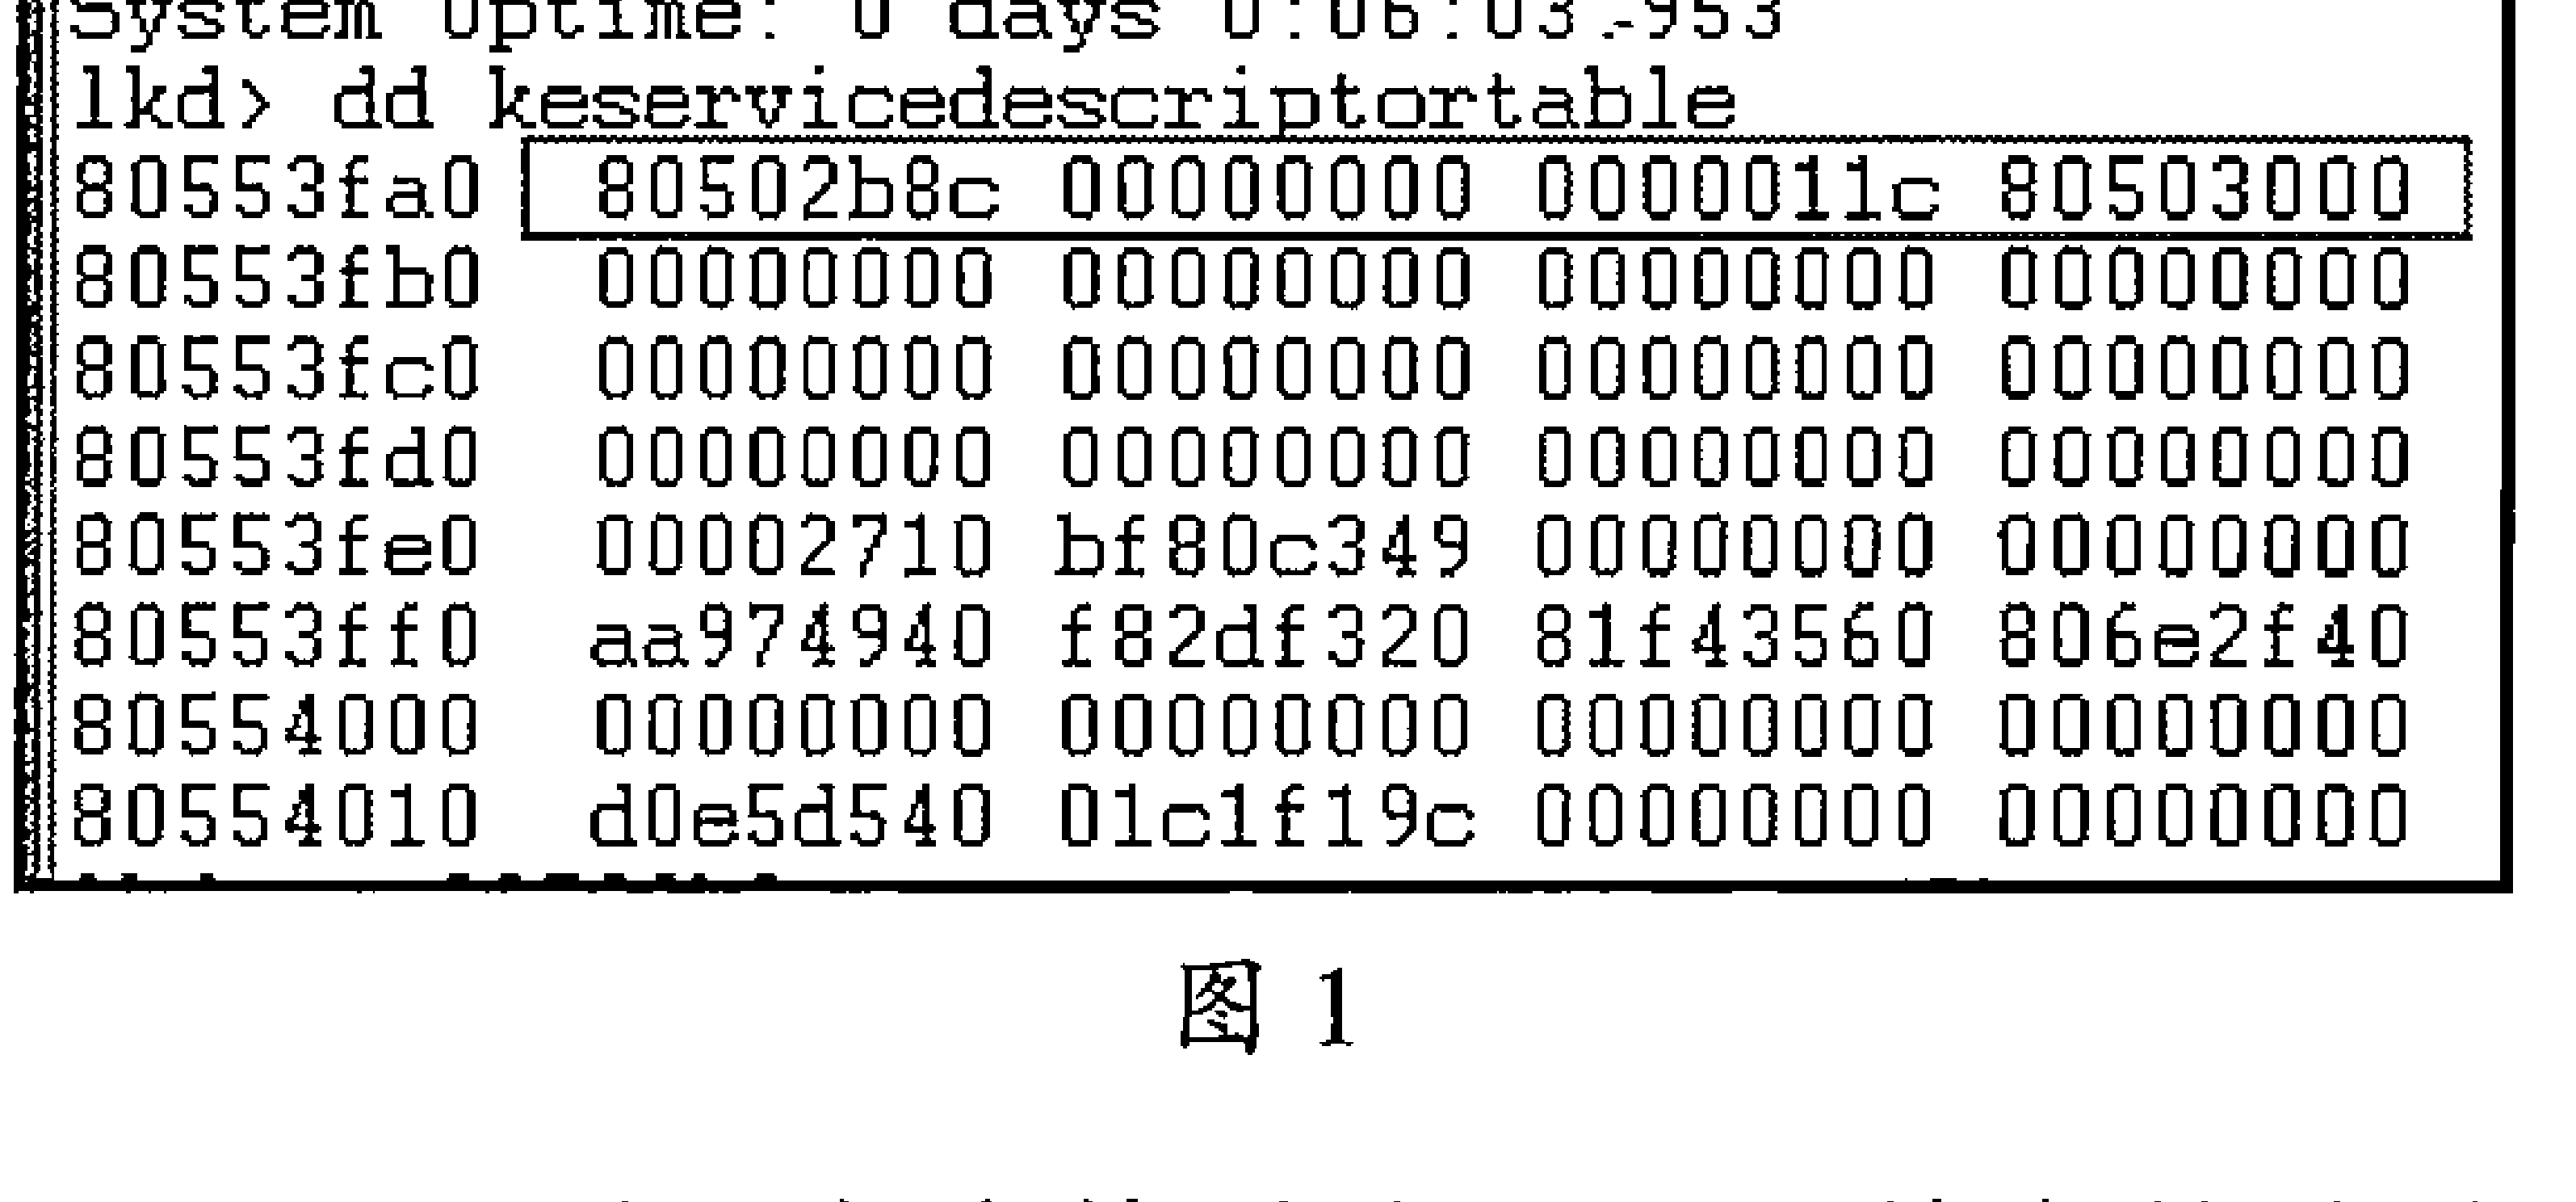 System Uptime: 0 days 0:06:03.953
lkd> dd keservicedescriptortable
80553fa0 80502b8c 00000000 0000011c 80503000
80553fb0 00000000 00000000 00000000 00000000
80553fc0 00000000 00000000 00000000 00000000
80553fd0 00000000 00000000 00000000 00000000
80553fe0 00002710 bf80c349 00000000 00000000
80553ff0 aa974940 f82df320 81f43560 806e2f40
80554000 00000000 00000000 00000000 00000000
80554010 d0e5d540 01c1f19c 00000000 00000000
图 1